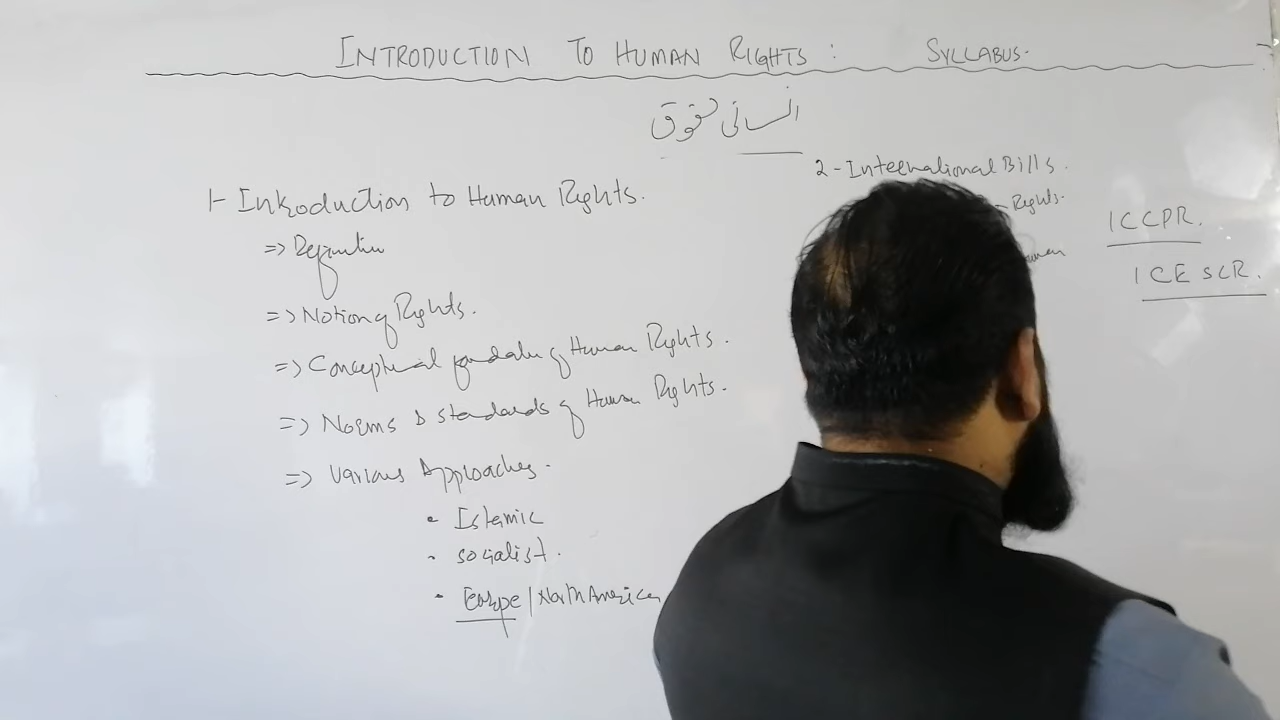 INTRODUCTION TO HUMAN RIGHTS : SYLLABUS.
انسانی حقوق
1- Introduction to Human Rights.
=> Definition
=> Notion of Rights.
=> Conceptual of Human Rights.
=> Norms & standards of Human Rights.
=> Various Approaches.
• Islamic
• Socialist.
• Europe / North America
2 - International Bills.
Rights.
ICCPR.
ICESCR.